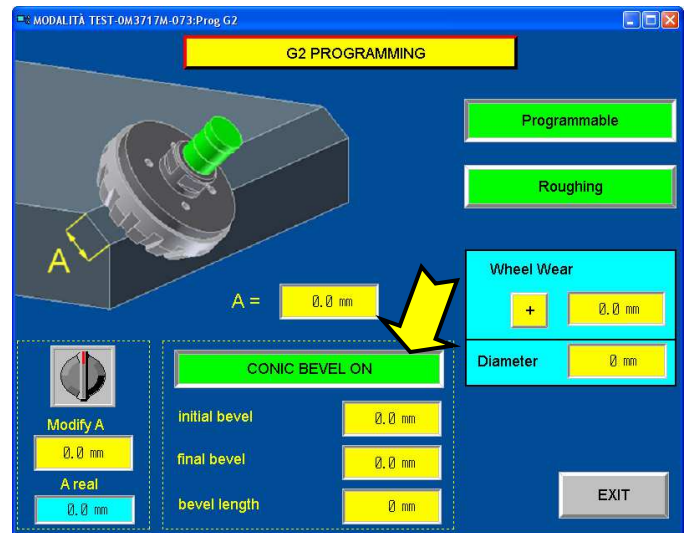 MODALITÀ TEST-0M3717M-073:Prog G2
G2 PROGRAMMING
Programmable
Roughing
A
A =
0.0 mm
Wheel Wear
+
0.0 mm
Diameter
0 mm
CONIC BEVEL ON
initial bevel
0.0 mm
final bevel
0.0 mm
bevel length
0 mm
Modify A
0.0 mm
A real
0.0 mm
EXIT